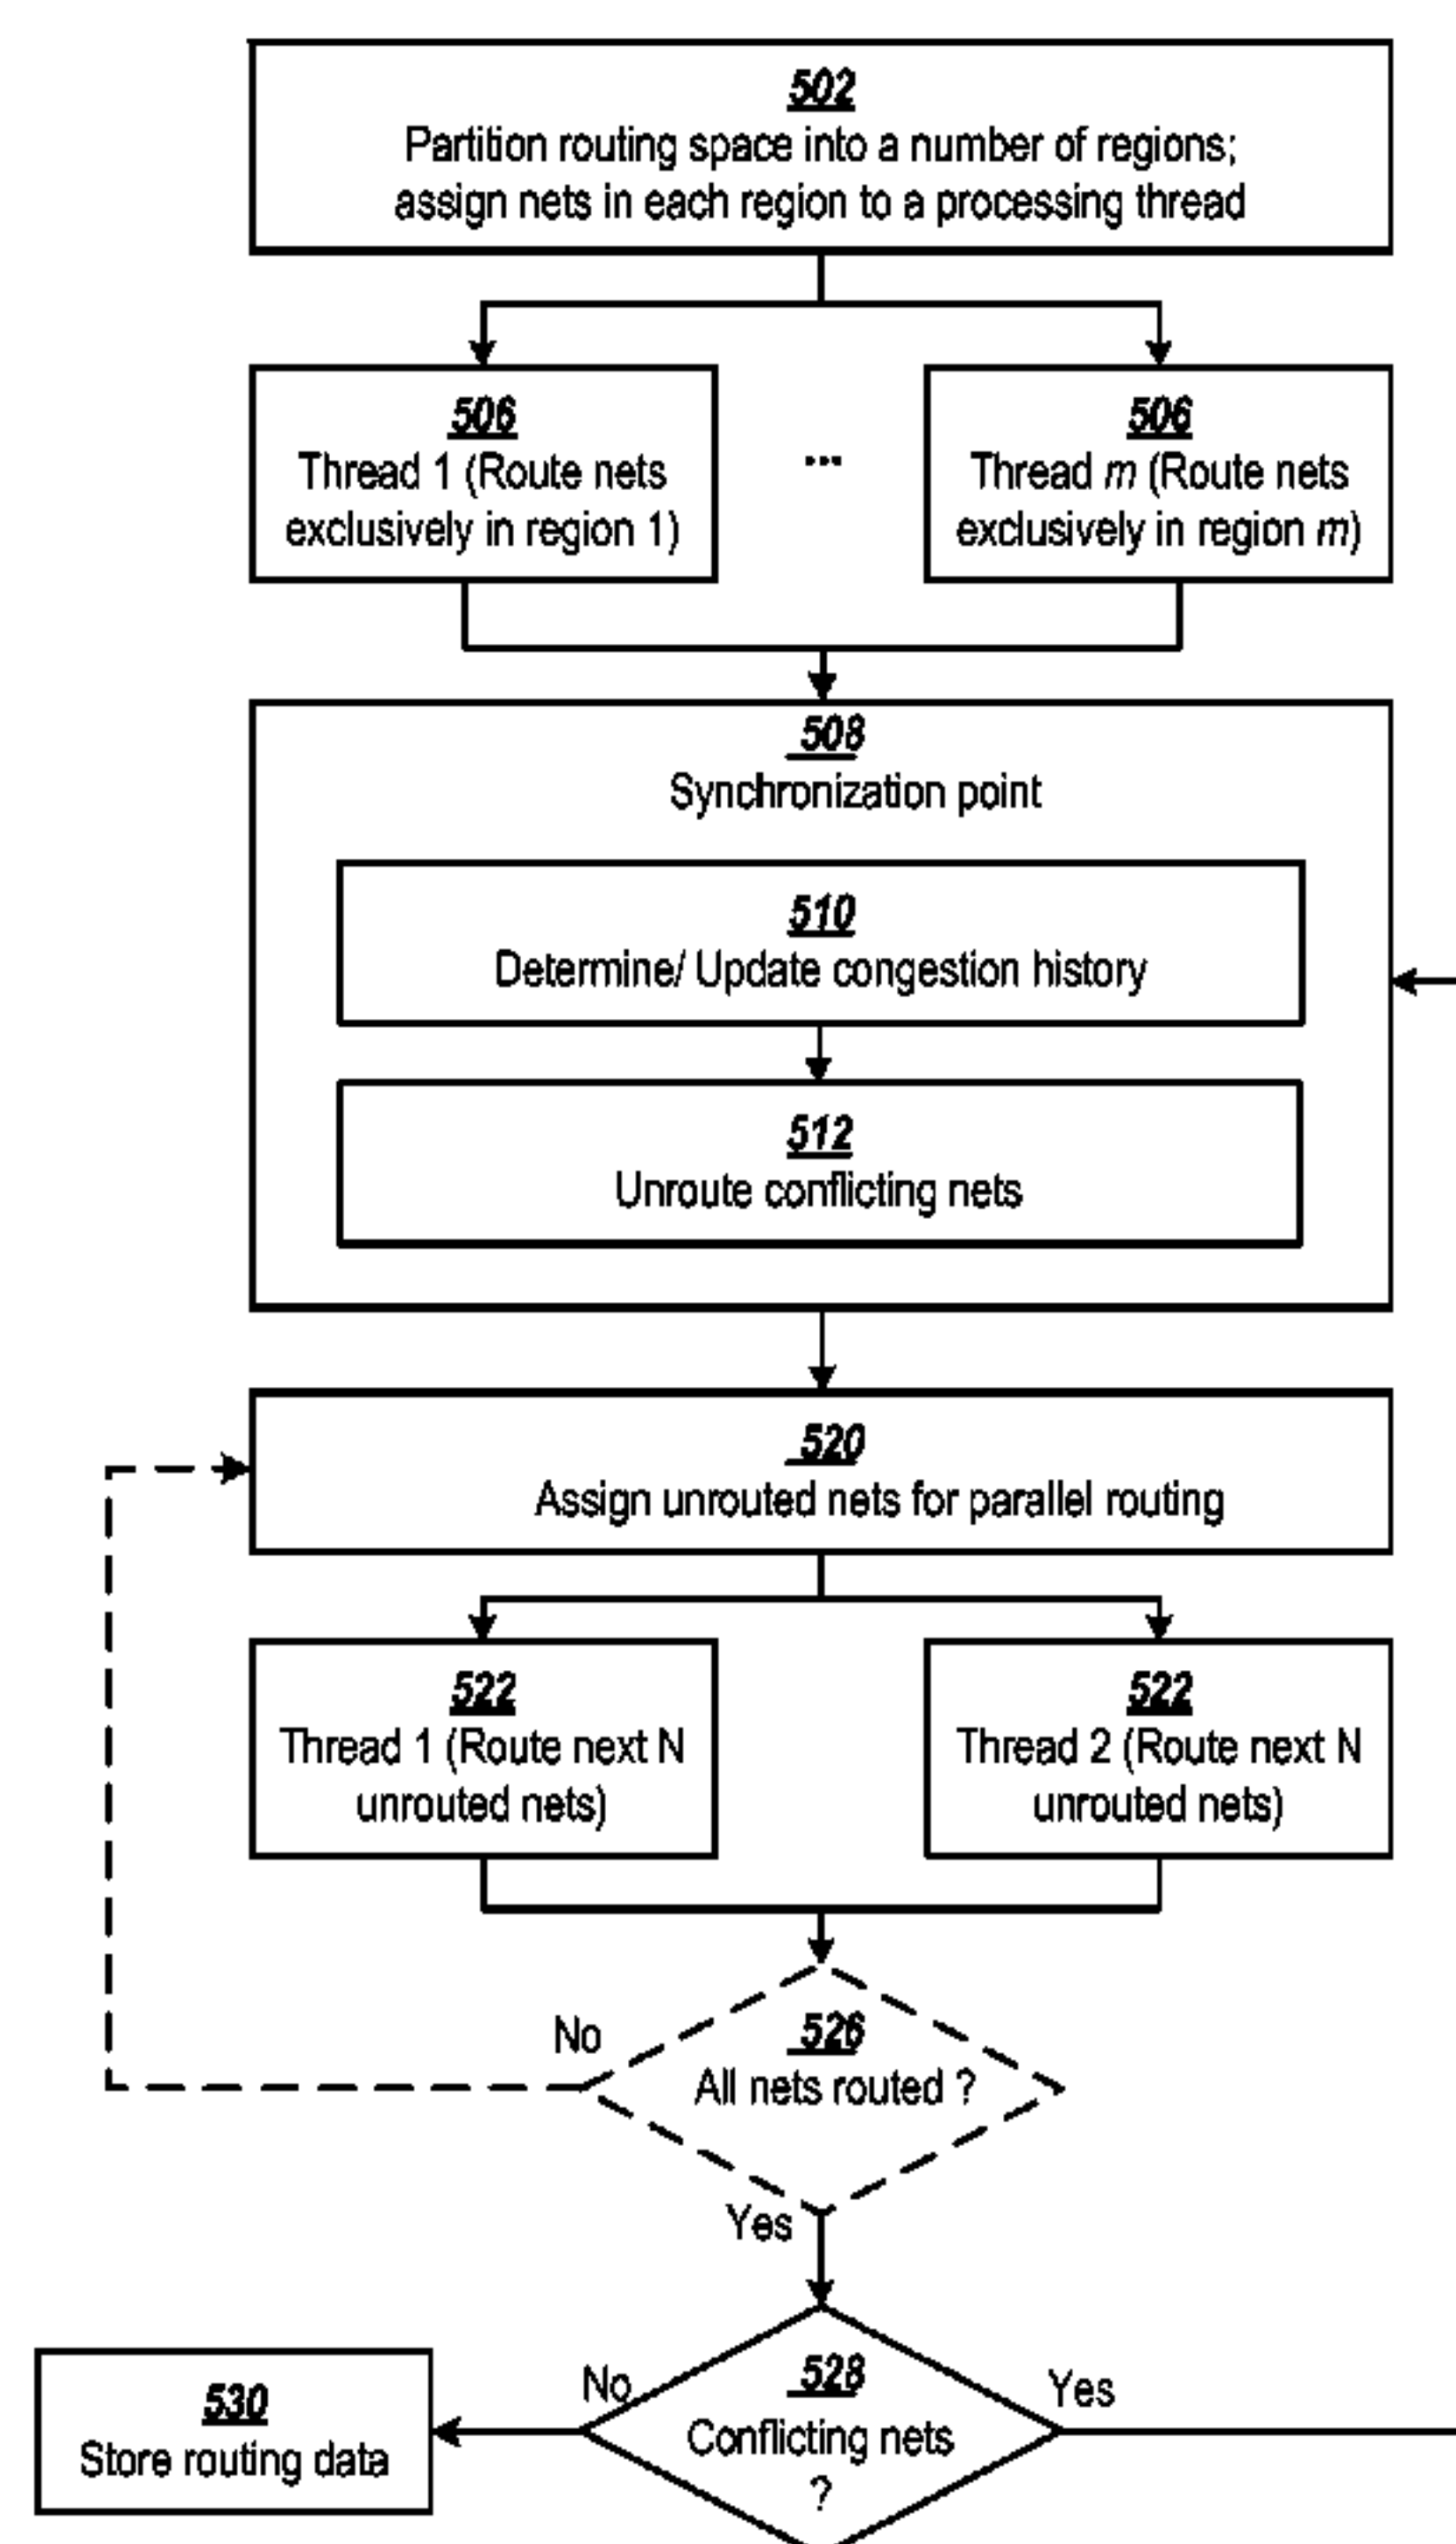 502
Partition routing space into a number of regions;
assign nets in each region to a processing thread
506
Thread 1 (Route nets
exclusively in region 1)
...
506
Thread m (Route nets
exclusively in region m)
508
Synchronization point
510
Determine/ Update congestion history
512
Unroute conflicting nets
520
Assign unrouted nets for parallel routing
522
Thread 1 (Route next N
unrouted nets)
522
Thread 2 (Route next N
unrouted nets)
No
526
All nets routed ?
Yes
530
Store routing data
No
528
Conflicting nets
?
Yes